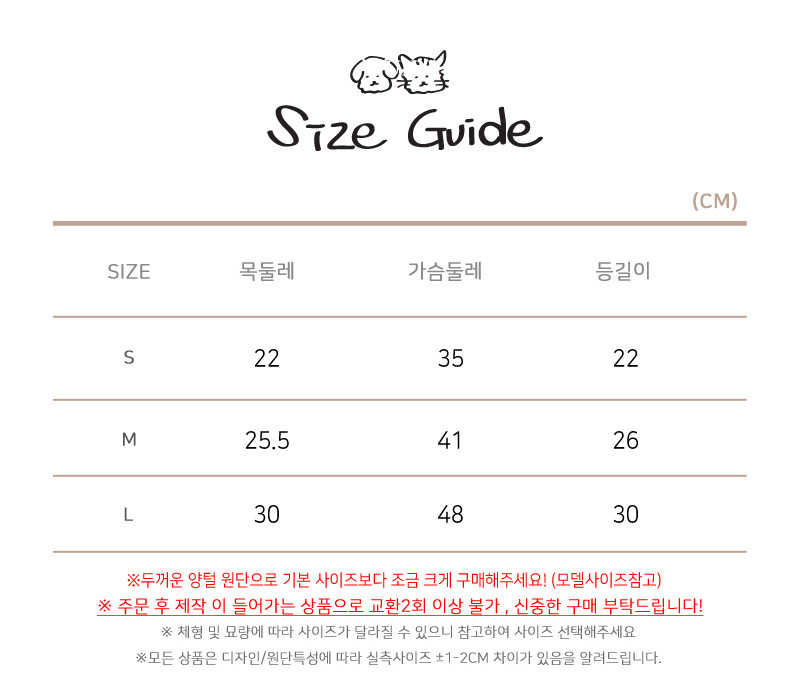 Size Guide
(CM)
SIZE 목둘레 가슴둘레 등길이
S 22 35 22
M 25.5 41 26
L 30 48 30
※두꺼운 양털 원단으로 기본 사이즈보다 조금 크게 구매해주세요! (모델사이즈참고)
※ 주문 후 제작 이 들어가는 상품으로 교환2회 이상 불가 , 신중한 구매 부탁드립니다!
※ 체형 및 묘량에 따라 사이즈가 달라질 수 있으니 참고하여 사이즈 선택해주세요
※모든 상품은 디자인/원단특성에 따라 실측사이즈 ±1-2CM 차이가 있음을 알려드립니다.